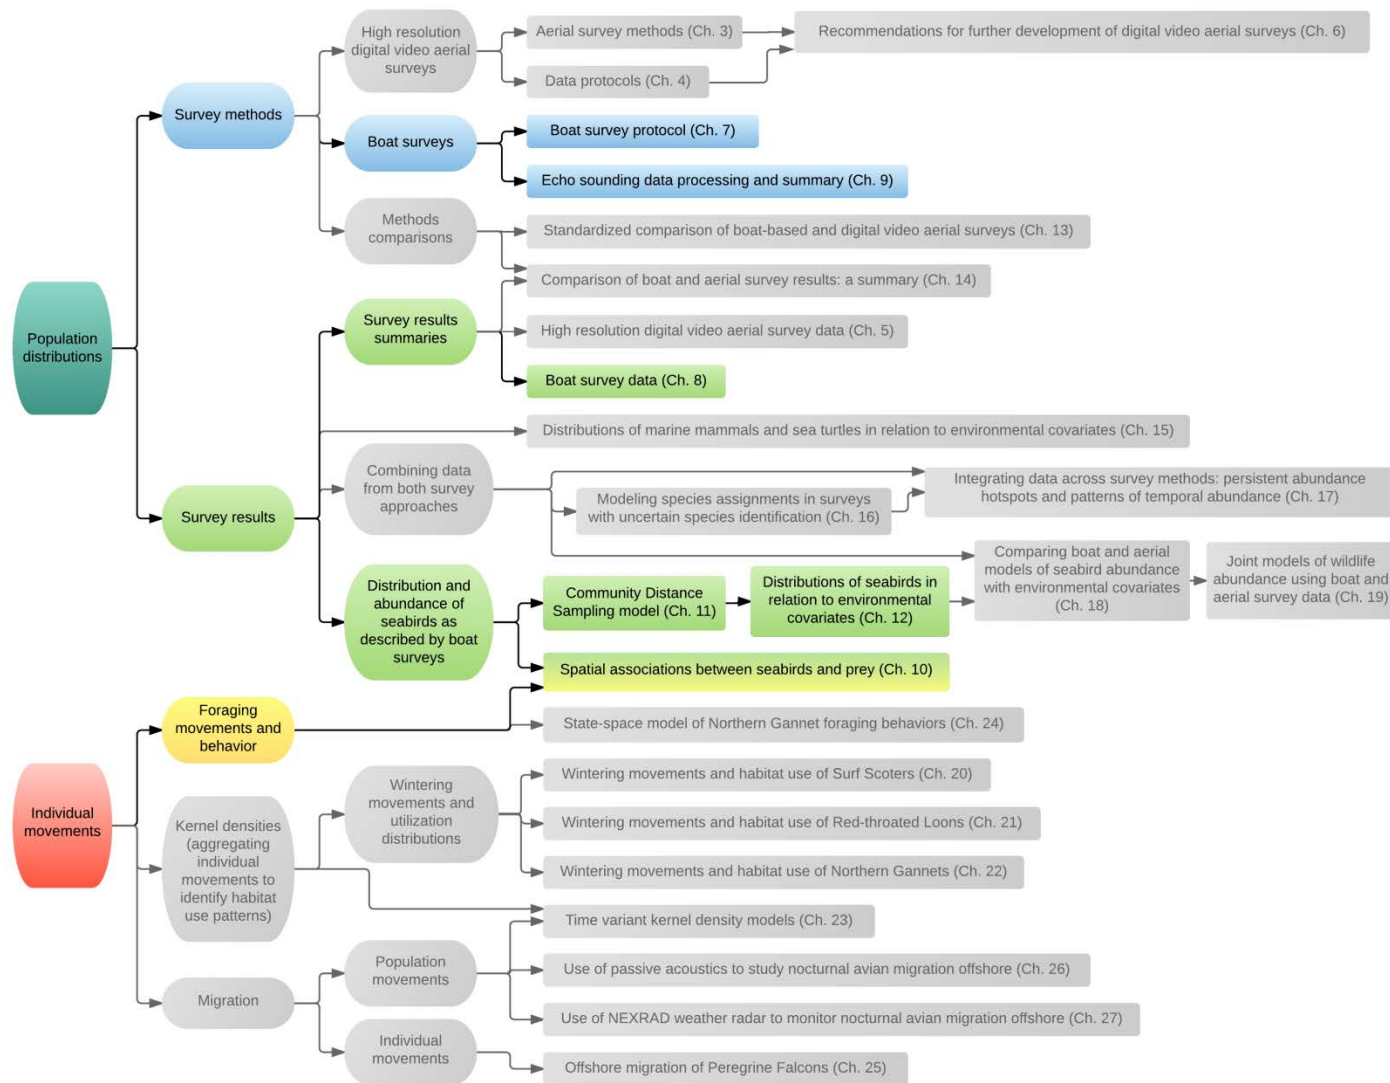 High resolution
digital video aerial
surveys
Aerial survey methods (Ch. 3)
Recommendations for further development of digital video aerial surveys (Ch. 6)
Data protocols (Ch. 4)
Survey methods
Boat surveys
Boat survey protocol (Ch. 7)
Echo sounding data processing and summary (Ch. 9)
Methods
comparisons
Standardized comparison of boat-based and digital video aerial surveys (Ch. 13)
Comparison of boat and aerial survey results: a summary (Ch. 14)
Population
distributions
Survey results
summaries
High resolution digital video aerial survey data (Ch. 5)
Boat survey data (Ch. 8)
Distributions of marine mammals and sea turtles in relation to environmental covariates (Ch. 15)
Survey results
Combining data
from both survey
approaches
Modeling species assignments in surveys
with uncertain species identification (Ch. 16)
Integrating data across survey methods: persistent abundance
hotspots and patterns of temporal abundance (Ch. 17)
Comparing boat and aerial
models of seabird abundance
with environmental covariates
(Ch. 18)
Joint models of wildlife
abundance using boat and
aerial survey data (Ch. 19)
Distribution and
abundance of
seabirds as
described by boat
surveys
Community Distance
Sampling model (Ch. 11)
Distributions of seabirds in
relation to environmental
covariates (Ch. 12)
Spatial associations between seabirds and prey (Ch. 10)
Foraging
movements and
behavior
State-space model of Northern Gannet foraging behaviors (Ch. 24)
Individual
movements
Kernel densities
(aggregating
individual
movements to
identify habitat
use patterns)
Wintering
movements and
utilization
distributions
Wintering movements and habitat use of Surf Scoters (Ch. 20)
Wintering movements and habitat use of Red-throated Loons (Ch. 21)
Wintering movements and habitat use of Northern Gannets (Ch. 22)
Time variant kernel density models (Ch. 23)
Migration
Population
movements
Use of passive acoustics to study nocturnal avian migration offshore (Ch. 26)
Use of NEXRAD weather radar to monitor nocturnal avian migration offshore (Ch. 27)
Individual
movements
Offshore migration of Peregrine Falcons (Ch. 25)